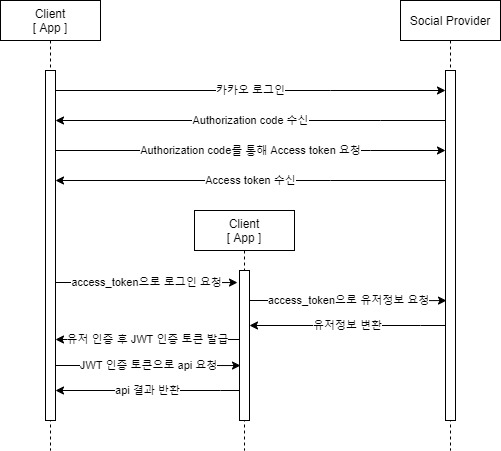 Client
[ App ]
Social Provider
카카오 로그인
Authorization code 수신
Authorization code를 통해 Access token 요청
Access token 수신
Client
[ App ]
access_token으로 로그인 요청
access_token으로 유저정보 요청
유저정보 변환
유저 인증 후 JWT 인증 토큰 발급
JWT 인증 토큰으로 api 요청
api 결과 반환